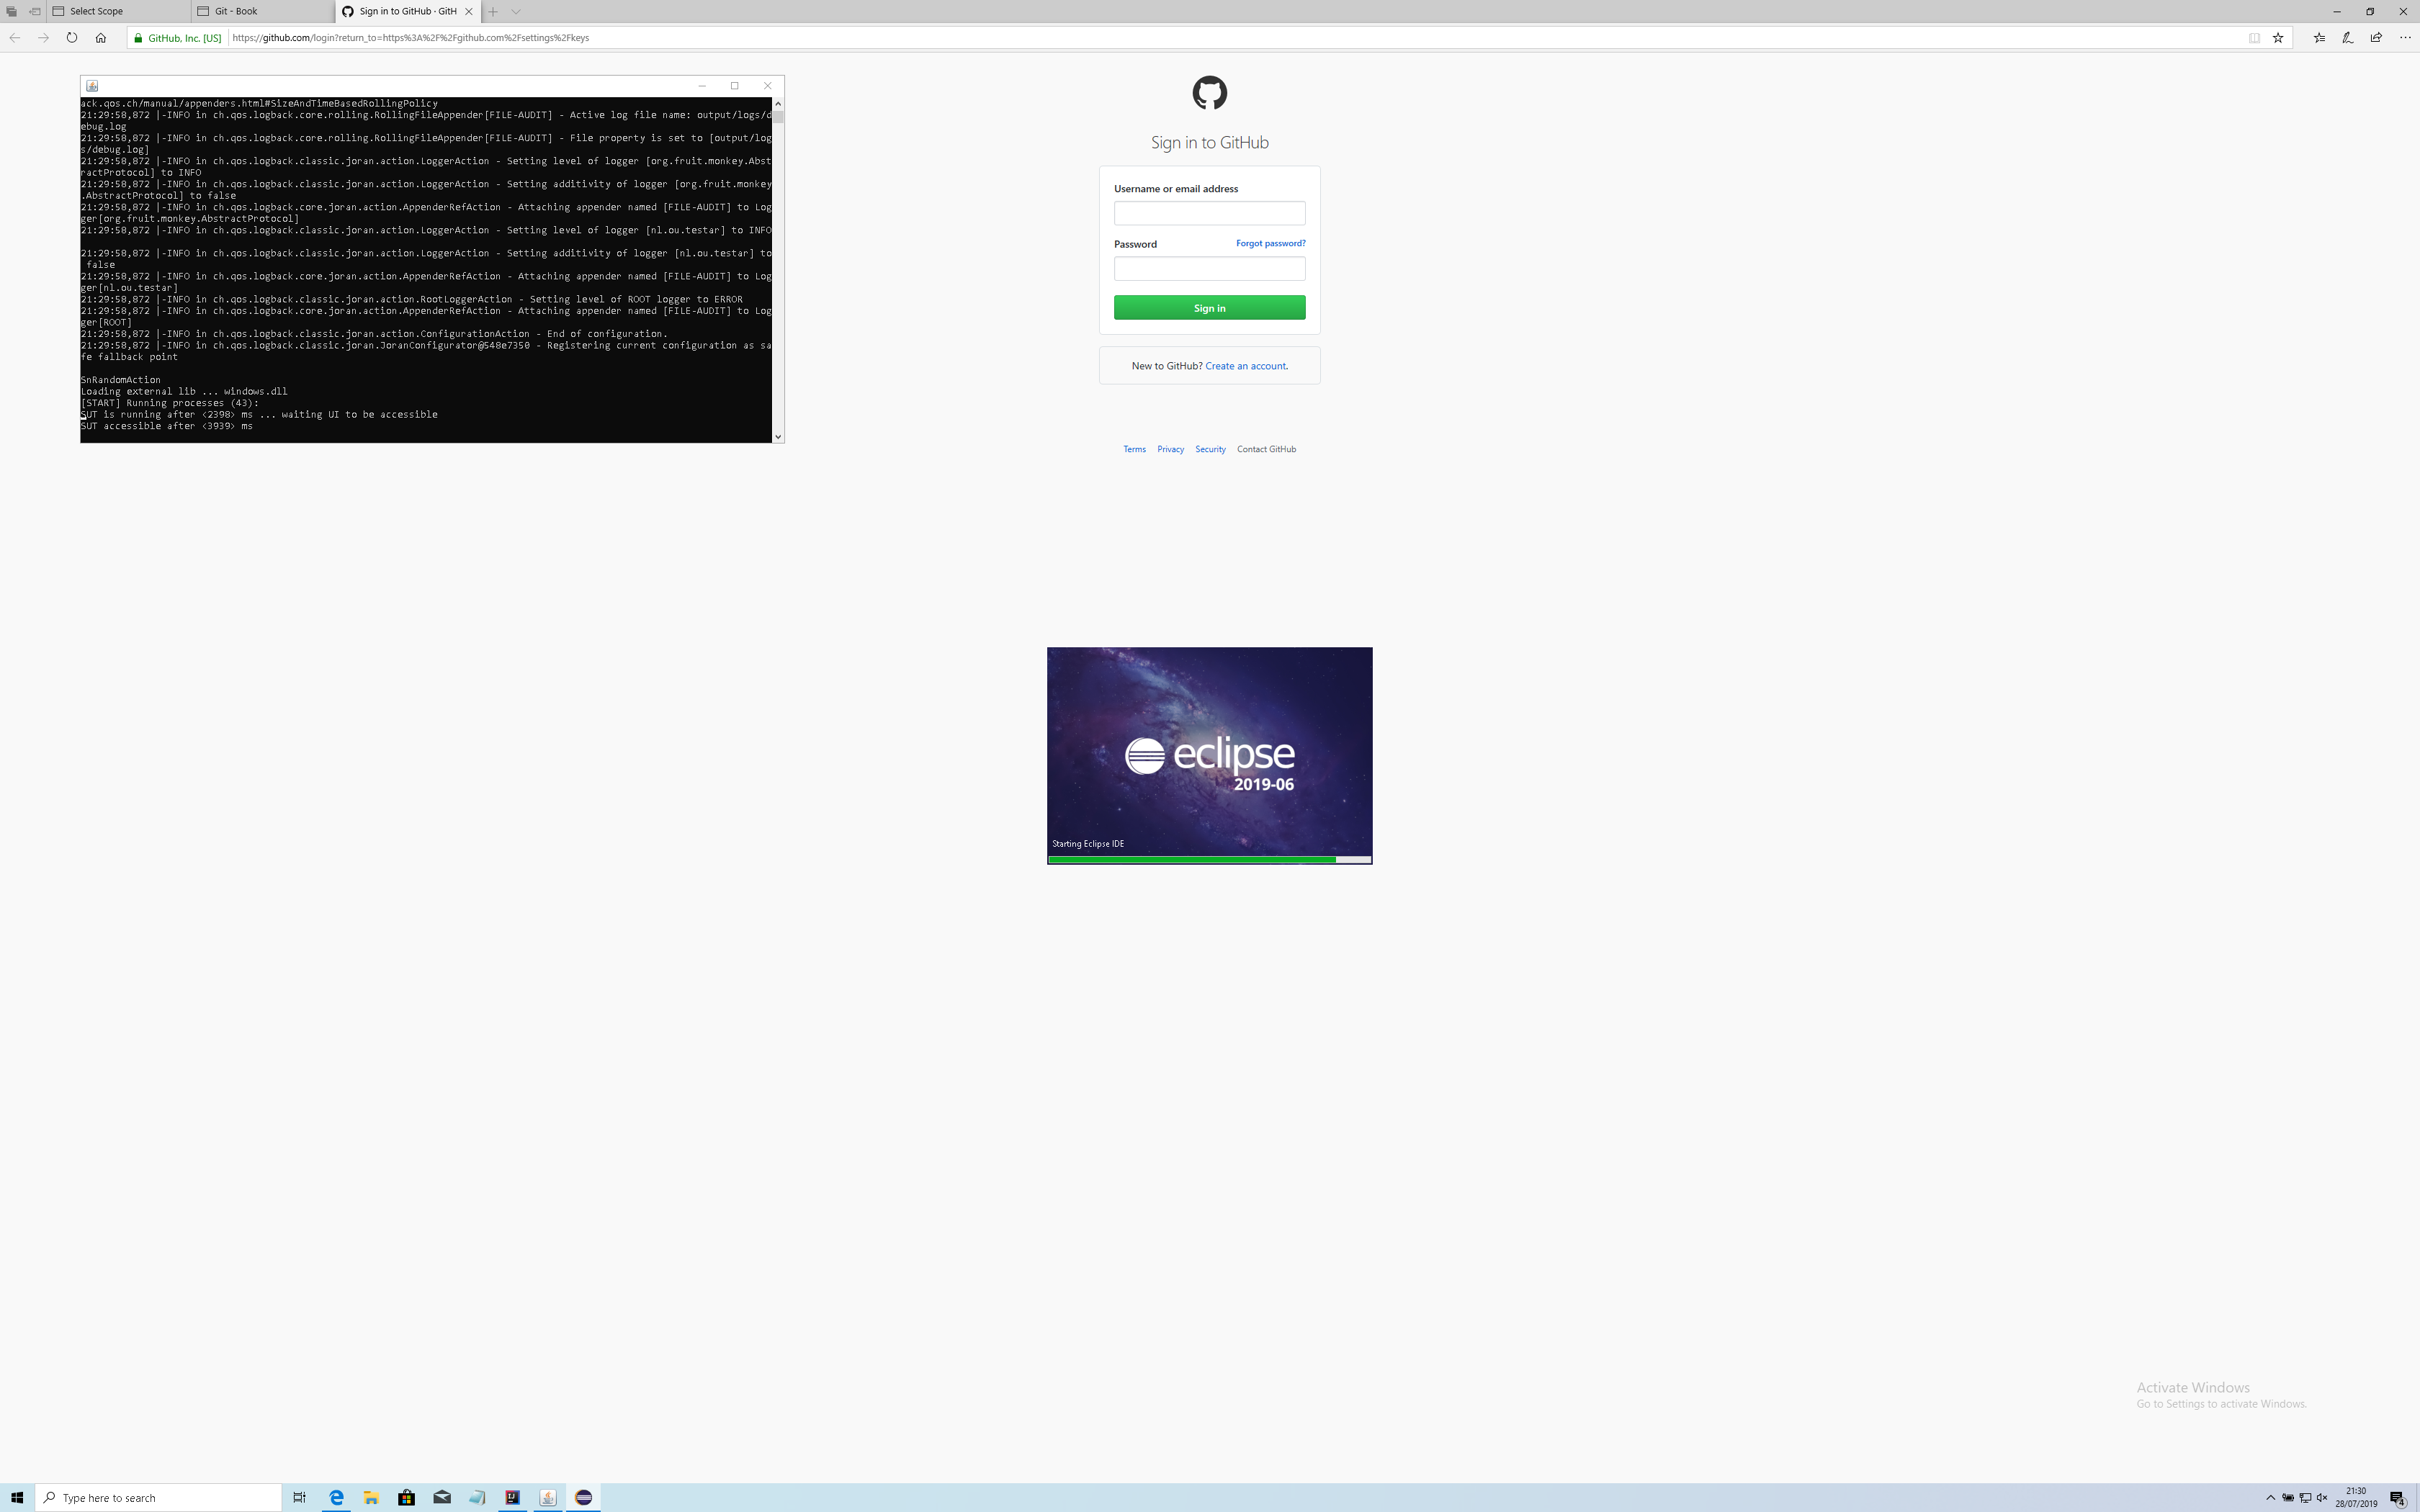 Select Scope
Git - Book
Sign in to GitHub · GitH
GitHub, Inc. [US]
https://github.com/login?return_to=https%3A%2F%2Fgithub.com%2Fsettings%2Fkeys
ack.qos.ch/manual/appenders.html#SizeAndTimeBasedRollingPolicy
21:29:58,872 |-INFO in ch.qos.logback.core.rolling.RollingFileAppender[FILE-AUDIT] - Active log file name: output/logs/d
ebug.log
21:29:58,872 |-INFO in ch.qos.logback.core.rolling.RollingFileAppender[FILE-AUDIT] - File property is set to [output/log
s/debug.log]
21:29:58,872 |-INFO in ch.qos.logback.classic.joran.action.LoggerAction - Setting level of logger [org.fruit.monkey.Abst
ractProtocol] to INFO
21:29:58,872 |-INFO in ch.qos.logback.classic.joran.action.LoggerAction - Setting additivity of logger [org.fruit.monkey
.AbstractProtocol] to false
21:29:58,872 |-INFO in ch.qos.logback.core.joran.action.AppenderRefAction - Attaching appender named [FILE-AUDIT] to Log
ger[org.fruit.monkey.AbstractProtocol]
21:29:58,872 |-INFO in ch.qos.logback.classic.joran.action.LoggerAction - Setting level of logger [nl.ou.testar] to INFO
21:29:58,872 |-INFO in ch.qos.logback.classic.joran.action.LoggerAction - Setting additivity of logger [nl.ou.testar] to
false
21:29:58,872 |-INFO in ch.qos.logback.core.joran.action.AppenderRefAction - Attaching appender named [FILE-AUDIT] to Log
ger[nl.ou.testar]
21:29:58,872 |-INFO in ch.qos.logback.classic.joran.action.RootLoggerAction - Setting level of ROOT logger to ERROR
21:29:58,872 |-INFO in ch.qos.logback.core.joran.action.AppenderRefAction - Attaching appender named [FILE-AUDIT] to Log
ger[ROOT]
21:29:58,872 |-INFO in ch.qos.logback.classic.joran.action.ConfigurationAction - End of configuration.
21:29:58,872 |-INFO in ch.qos.logback.classic.joran.JoranConfigurator@548e7350 - Registering current configuration as sa
fe fallback point
SnRandomAction
Loading external lib ... windows.dll
[START] Running processes (43):
SUT is running after <2398> ms ... waiting UI to be accessible
SUT accessible after <3939> ms
Sign in to GitHub
Username or email address
Password
Forgot password?
Sign in
New to GitHub? Create an account.
Terms Privacy Security Contact GitHub
eclipse
2019-06
Starting Eclipse IDE
Activate Windows
Go to Settings to activate Windows.
Type here to search
21:30
28/07/2019
4